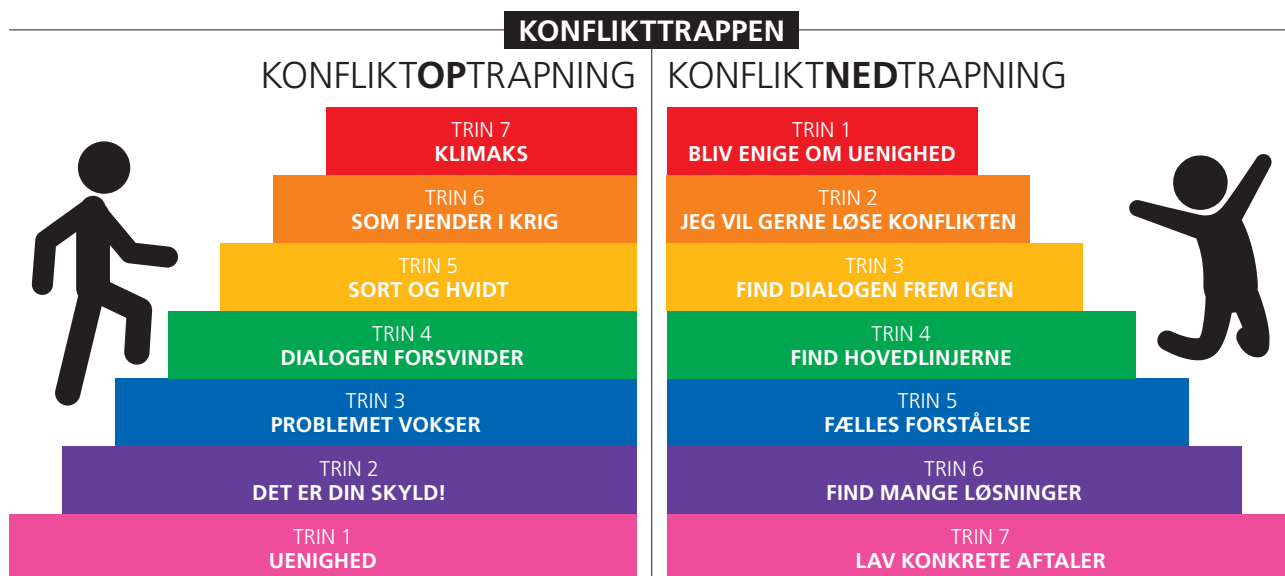 KONFLIKTTRAPPEN
KONFLIKTOPTRAPNING
TRIN 7
KLIMAKS
TRIN 6
SOM FJENDER I KRIG
TRIN 5
SORT OG HVIDT
TRIN 4
DIALOGEN FORSVINDER
TRIN 3
PROBLEMET VOKSER
TRIN 2
DET ER DIN SKYLD!
TRIN 1
UENIGHED
KONFLIKTNEDTRAPNING
TRIN 1
BLIV ENIGE OM UENIGHED
TRIN 2
JEG VIL GERNE LØSE KONFLIKTEN
TRIN 3
FIND DIALOGEN FREM IGEN
TRIN 4
FIND HOVEDLINJERNE
TRIN 5
FÆLLES FORSTÅELSE
TRIN 6
FIND MANGE LØSNINGER
TRIN 7
LAV KONKRETE AFTALER